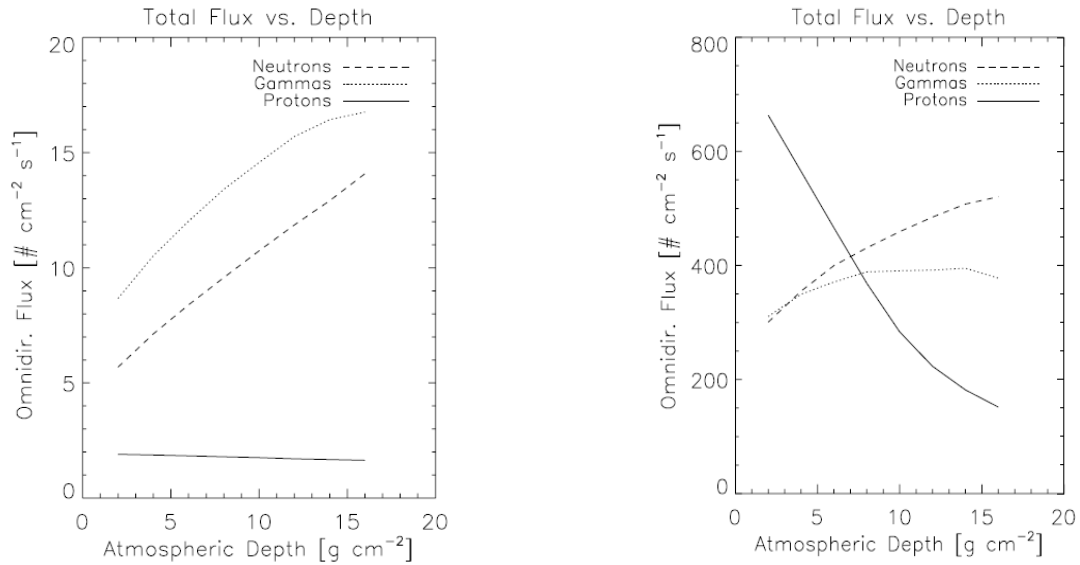 Total Flux vs. Depth
20
15
10
5
0
Omnidir. Flux [# cm⁻² s⁻¹]
Neutrons
Gammas
Protons
0 5 10 15 20
Atmospheric Depth [g cm⁻²]
Total Flux vs. Depth
800
600
400
200
0
Omnidir. Flux [# cm⁻² s⁻¹]
Neutrons
Gammas
Protons
0 5 10 15 20
Atmospheric Depth [g cm⁻²]